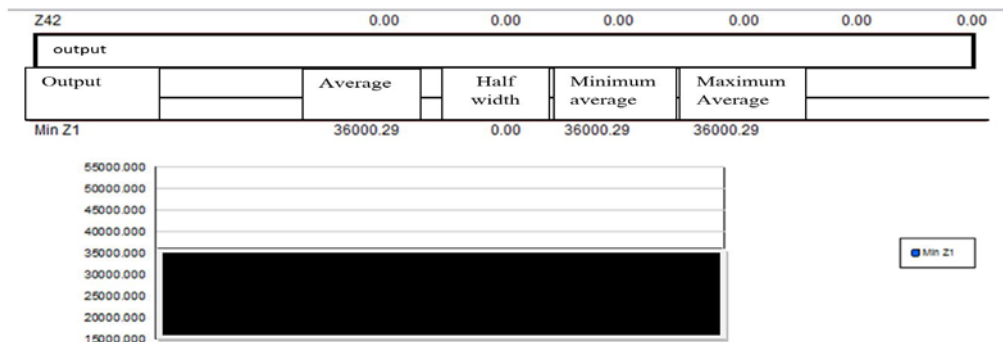 Z42 0.00 0.00 0.00 0.00 0.00 0.00
output
Output Average Half width Minimum average Maximum Average
Min Z1 36000.29 0.00 36000.29 36000.29
55000.000
50000.000
45000.000
40000.000
35000.000
30000.000
25000.000
20000.000
15000.000
Min Z1